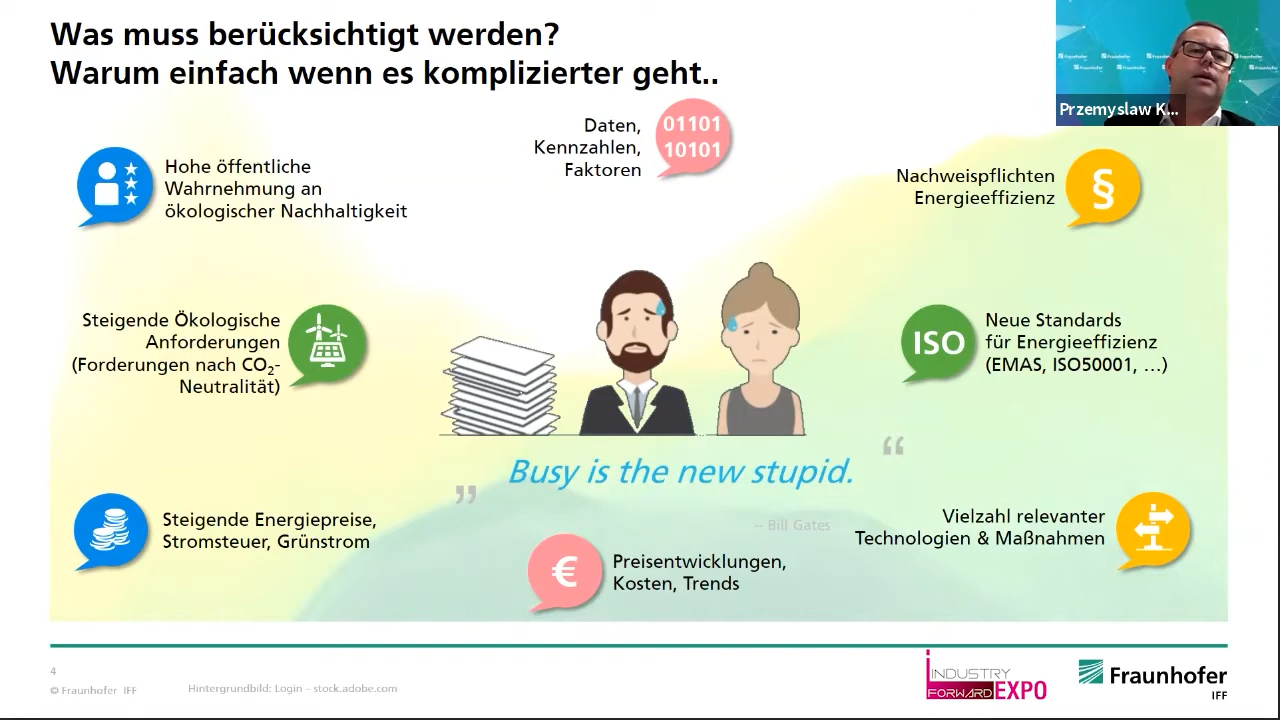 Was muss berücksichtigt werden?
Warum einfach wenn es komplizierter geht..
Przemyslaw K...
Daten,
Kennzahlen,
Faktoren
01101
10101
Hohe öffentliche
Wahrnehmung an
ökologischer Nachhaltigkeit
Nachweispflichten
Energieeffizienz
§
Steigende Ökologische
Anforderungen
(Forderungen nach CO₂-
Neutralität)
ISO
Neue Standards
für Energieeffizienz
(EMAS, ISO50001, …)
„Busy is the new stupid.“
– Bill Gates
Steigende Energiepreise,
Stromsteuer, Grünstrom
€
Preisentwicklungen,
Kosten, Trends
Vielzahl relevanter
Technologien & Maßnahmen
4
© Fraunhofer IFF
Hintergrundbild: Login – stock.adobe.com
INDUSTRY
FORWARD EXPO
Fraunhofer
IFF